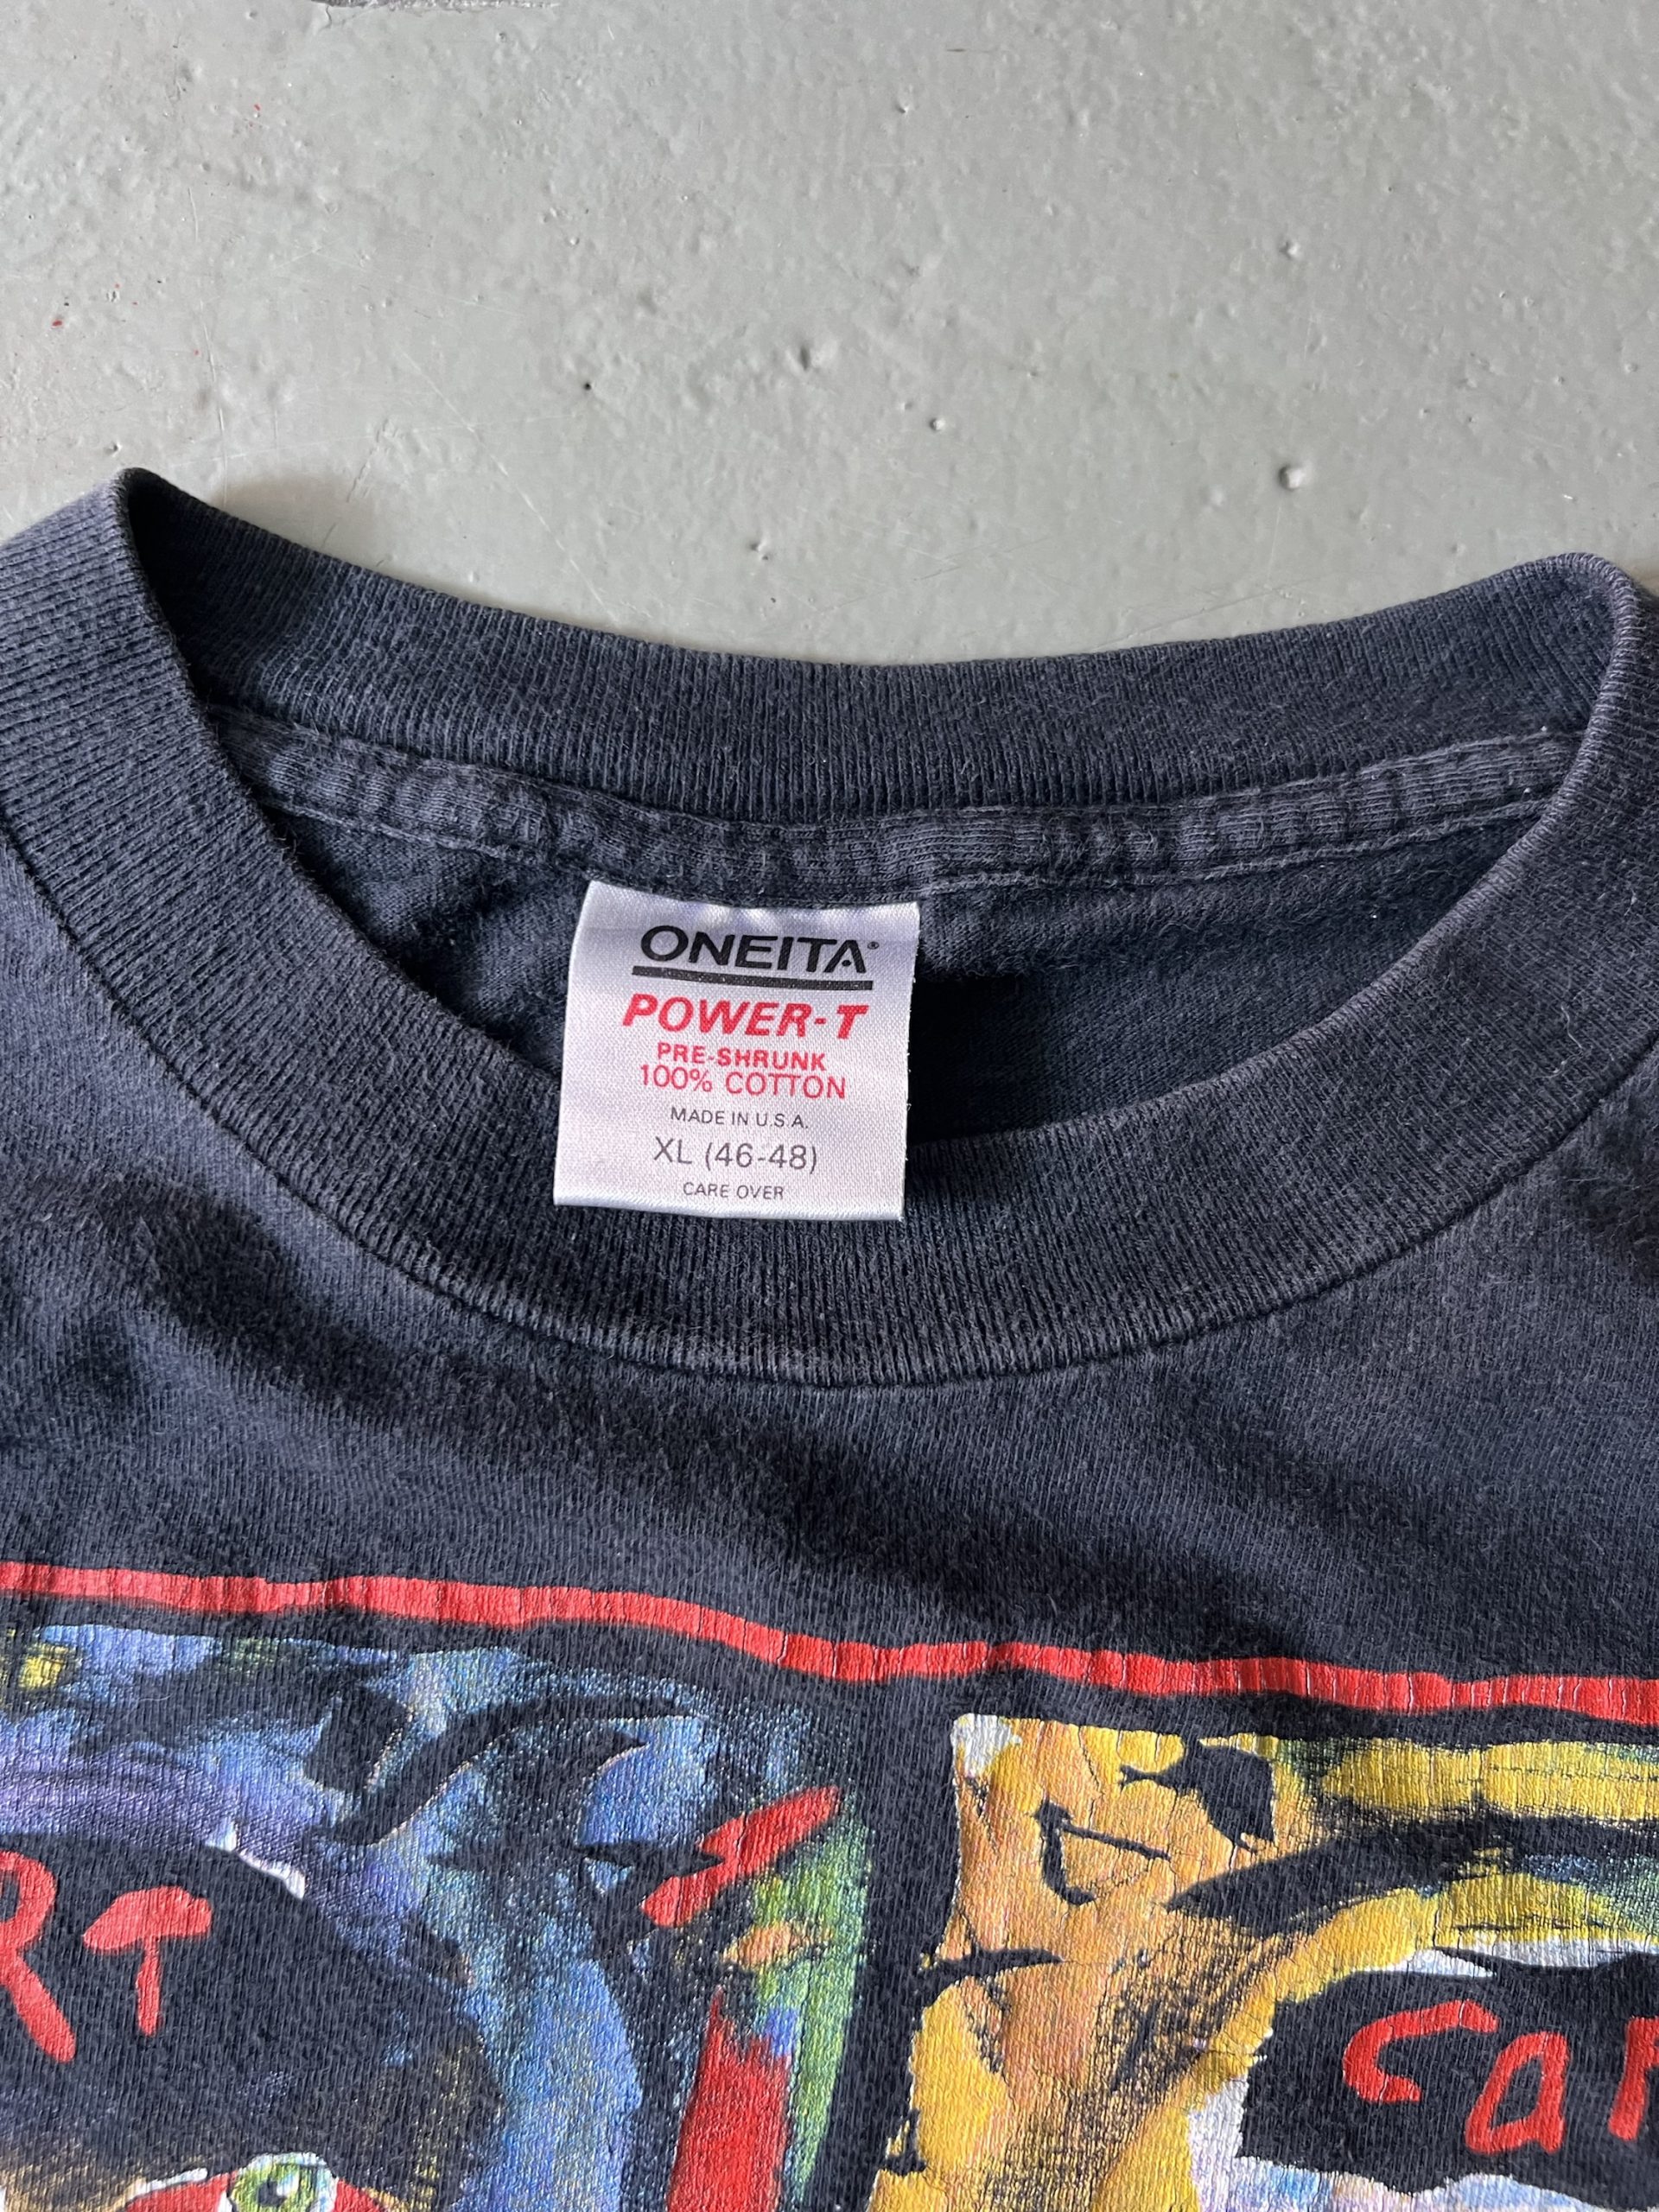 ONEITA®
POWER-T
PRE-SHRUNK
100% COTTON
MADE IN U.S.A.
XL (46-48)
CARE OVER